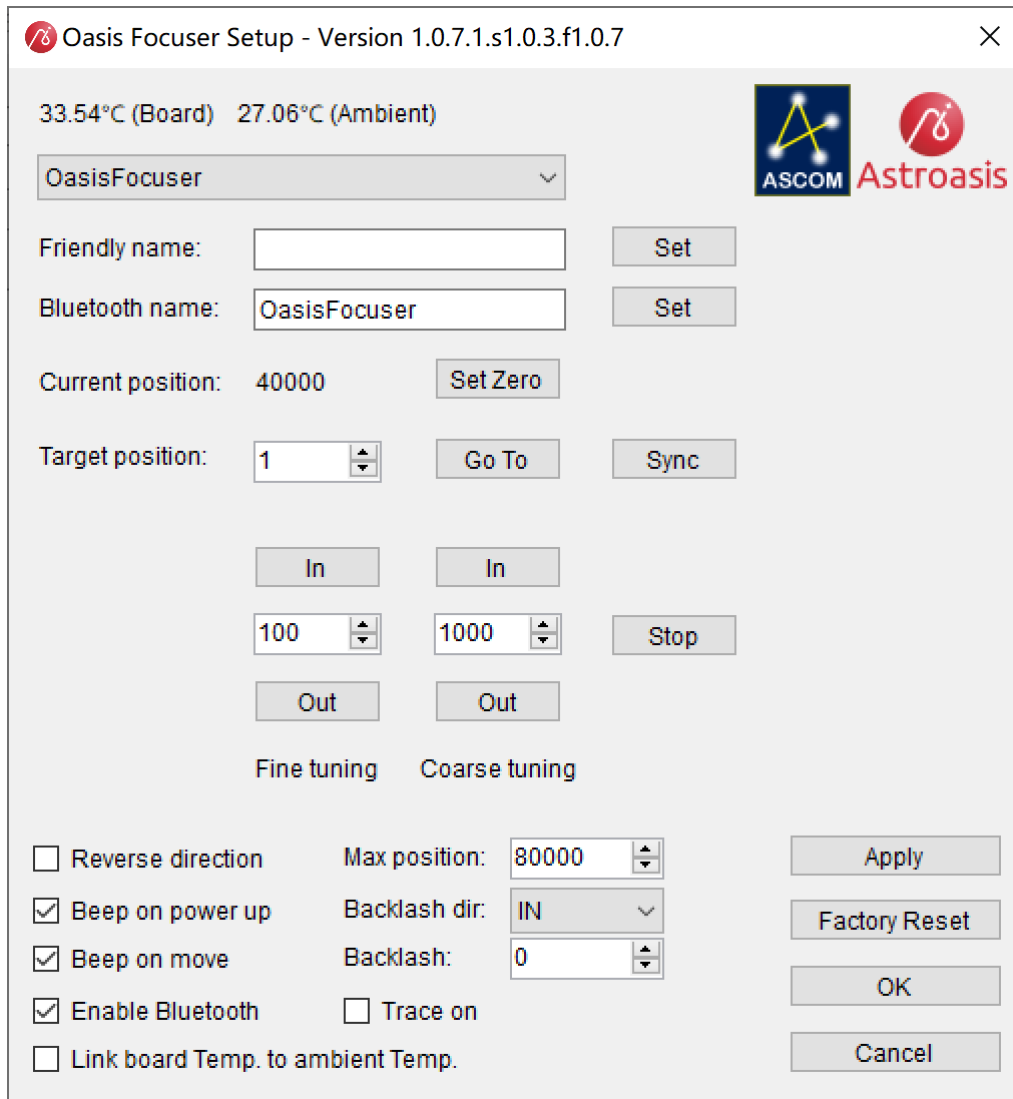 Oasis Focuser Setup - Version 1.0.7.1.s1.0.3.f1.0.7
33.54°C (Board) 27.06°C (Ambient)
ASCOM
Astroasis
OasisFocuser
Friendly name:
Set
Bluetooth name:
OasisFocuser
Set
Current position:
40000
Set Zero
Target position:
1
Go To
Sync
In
In
100
1000
Stop
Out
Out
Fine tuning
Coarse tuning
Reverse direction
Max position:
80000
Apply
Beep on power up
Backlash dir:
IN
Factory Reset
Beep on move
Backlash:
0
OK
Enable Bluetooth
Trace on
Link board Temp. to ambient Temp.
Cancel